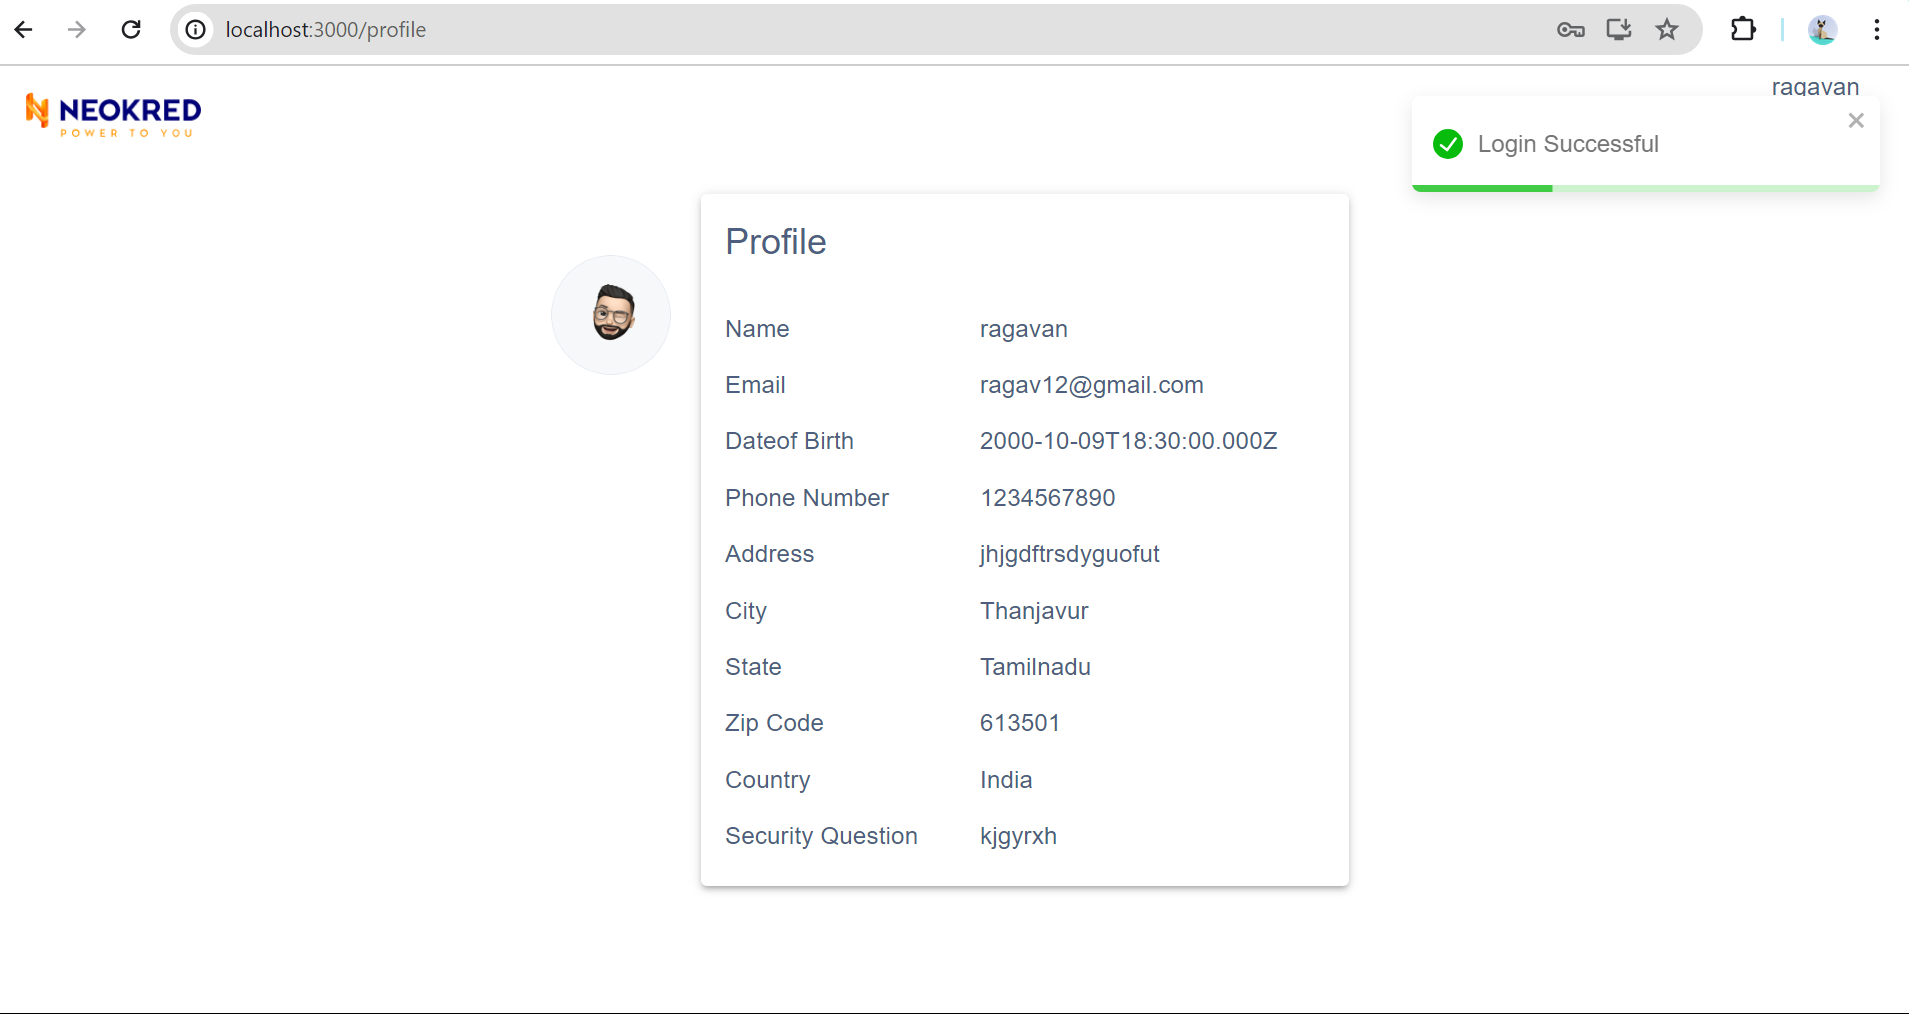 localhost:3000/profile
NEOKRED
POWER TO YOU
ragavan
Login Successful
Profile
Name ragavan
Email ragav12@gmail.com
Dateof Birth 2000-10-09T18:30:00.000Z
Phone Number 1234567890
Address jhjgdftrsdyguofut
City Thanjavur
State Tamilnadu
Zip Code 613501
Country India
Security Question kjgyrxh